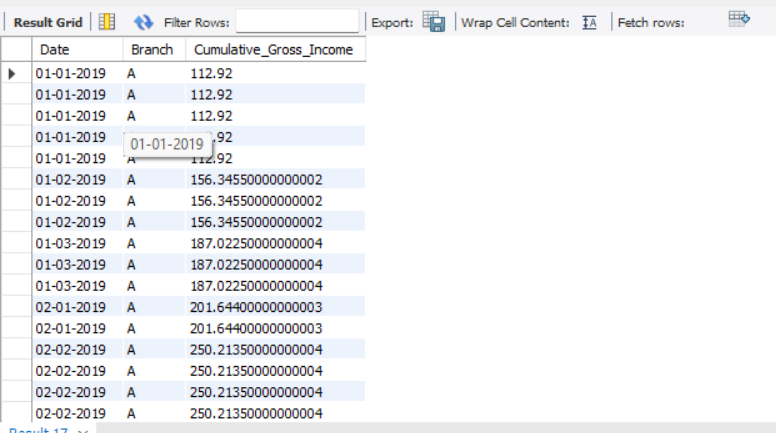 Result Grid Filter Rows: Export: Wrap Cell Content: Fetch rows:
Date Branch Cumulative_Gross_Income
01-01-2019 A 112.92
01-01-2019 A 112.92
01-01-2019 A 112.92
01-01-2019 01-01-2019 .92
01-01-2019 A 112.92
01-02-2019 A 156.34550000000002
01-02-2019 A 156.34550000000002
01-02-2019 A 156.34550000000002
01-03-2019 A 187.02250000000004
01-03-2019 A 187.02250000000004
01-03-2019 A 187.02250000000004
02-01-2019 A 201.64400000000003
02-01-2019 A 201.64400000000003
02-02-2019 A 250.21350000000004
02-02-2019 A 250.21350000000004
02-02-2019 A 250.21350000000004
02-02-2019 A 250.21350000000004
Result 17